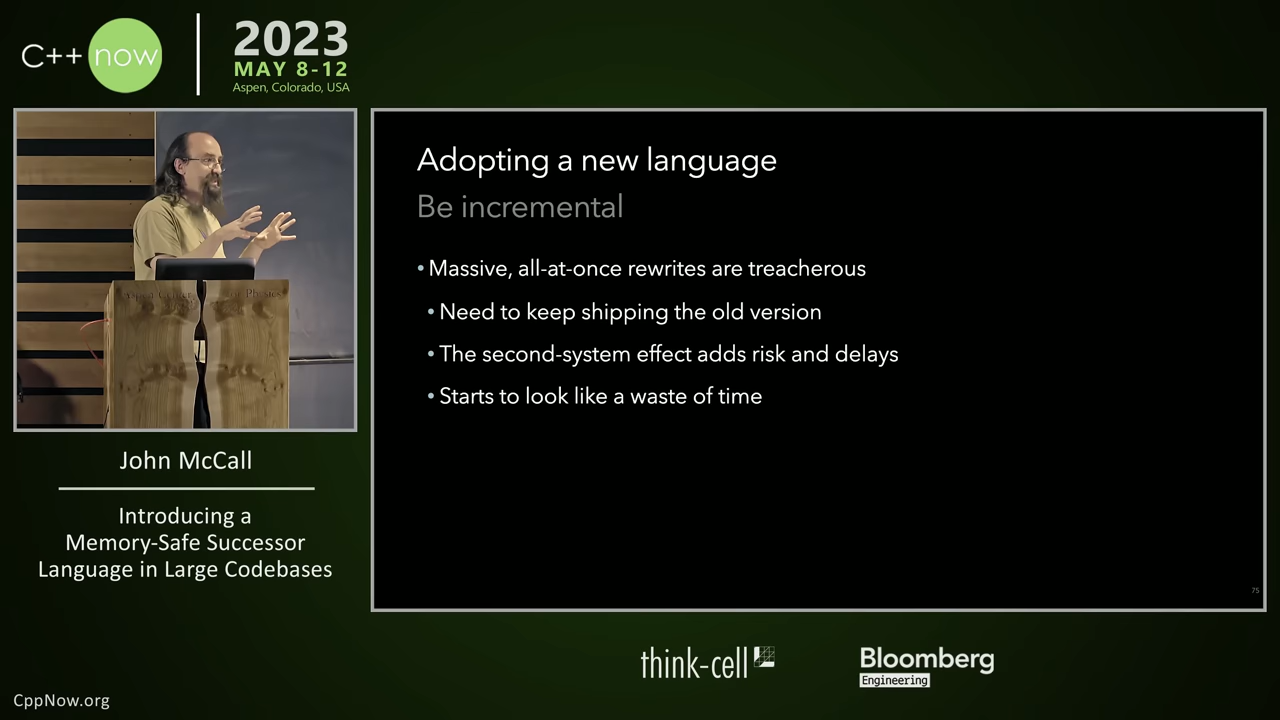 C++ now
2023
MAY 8-12
Aspen, Colorado, USA
Adopting a new language
Be incremental
• Massive, all-at-once rewrites are treacherous
• Need to keep shipping the old version
• The second-system effect adds risk and delays
• Starts to look like a waste of time
75
John McCall
Introducing a
Memory-Safe Successor
Language in Large Codebases
think-cell
Bloomberg
Engineering
CppNow.org